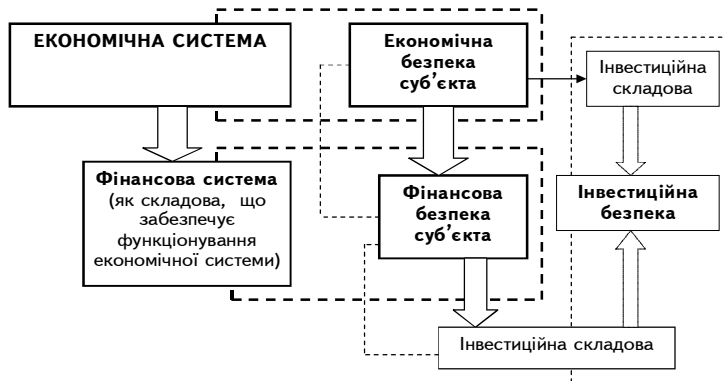 ЕКОНОМІЧНА СИСТЕМА
Економічна
безпека
суб’єкта
Інвестиційна
складова
Фінансова система
(як складова, що
забезпечує
функціонування
економічної системи)
Фінансова
безпека
суб’єкта
Інвестиційна
безпека
Інвестиційна складова